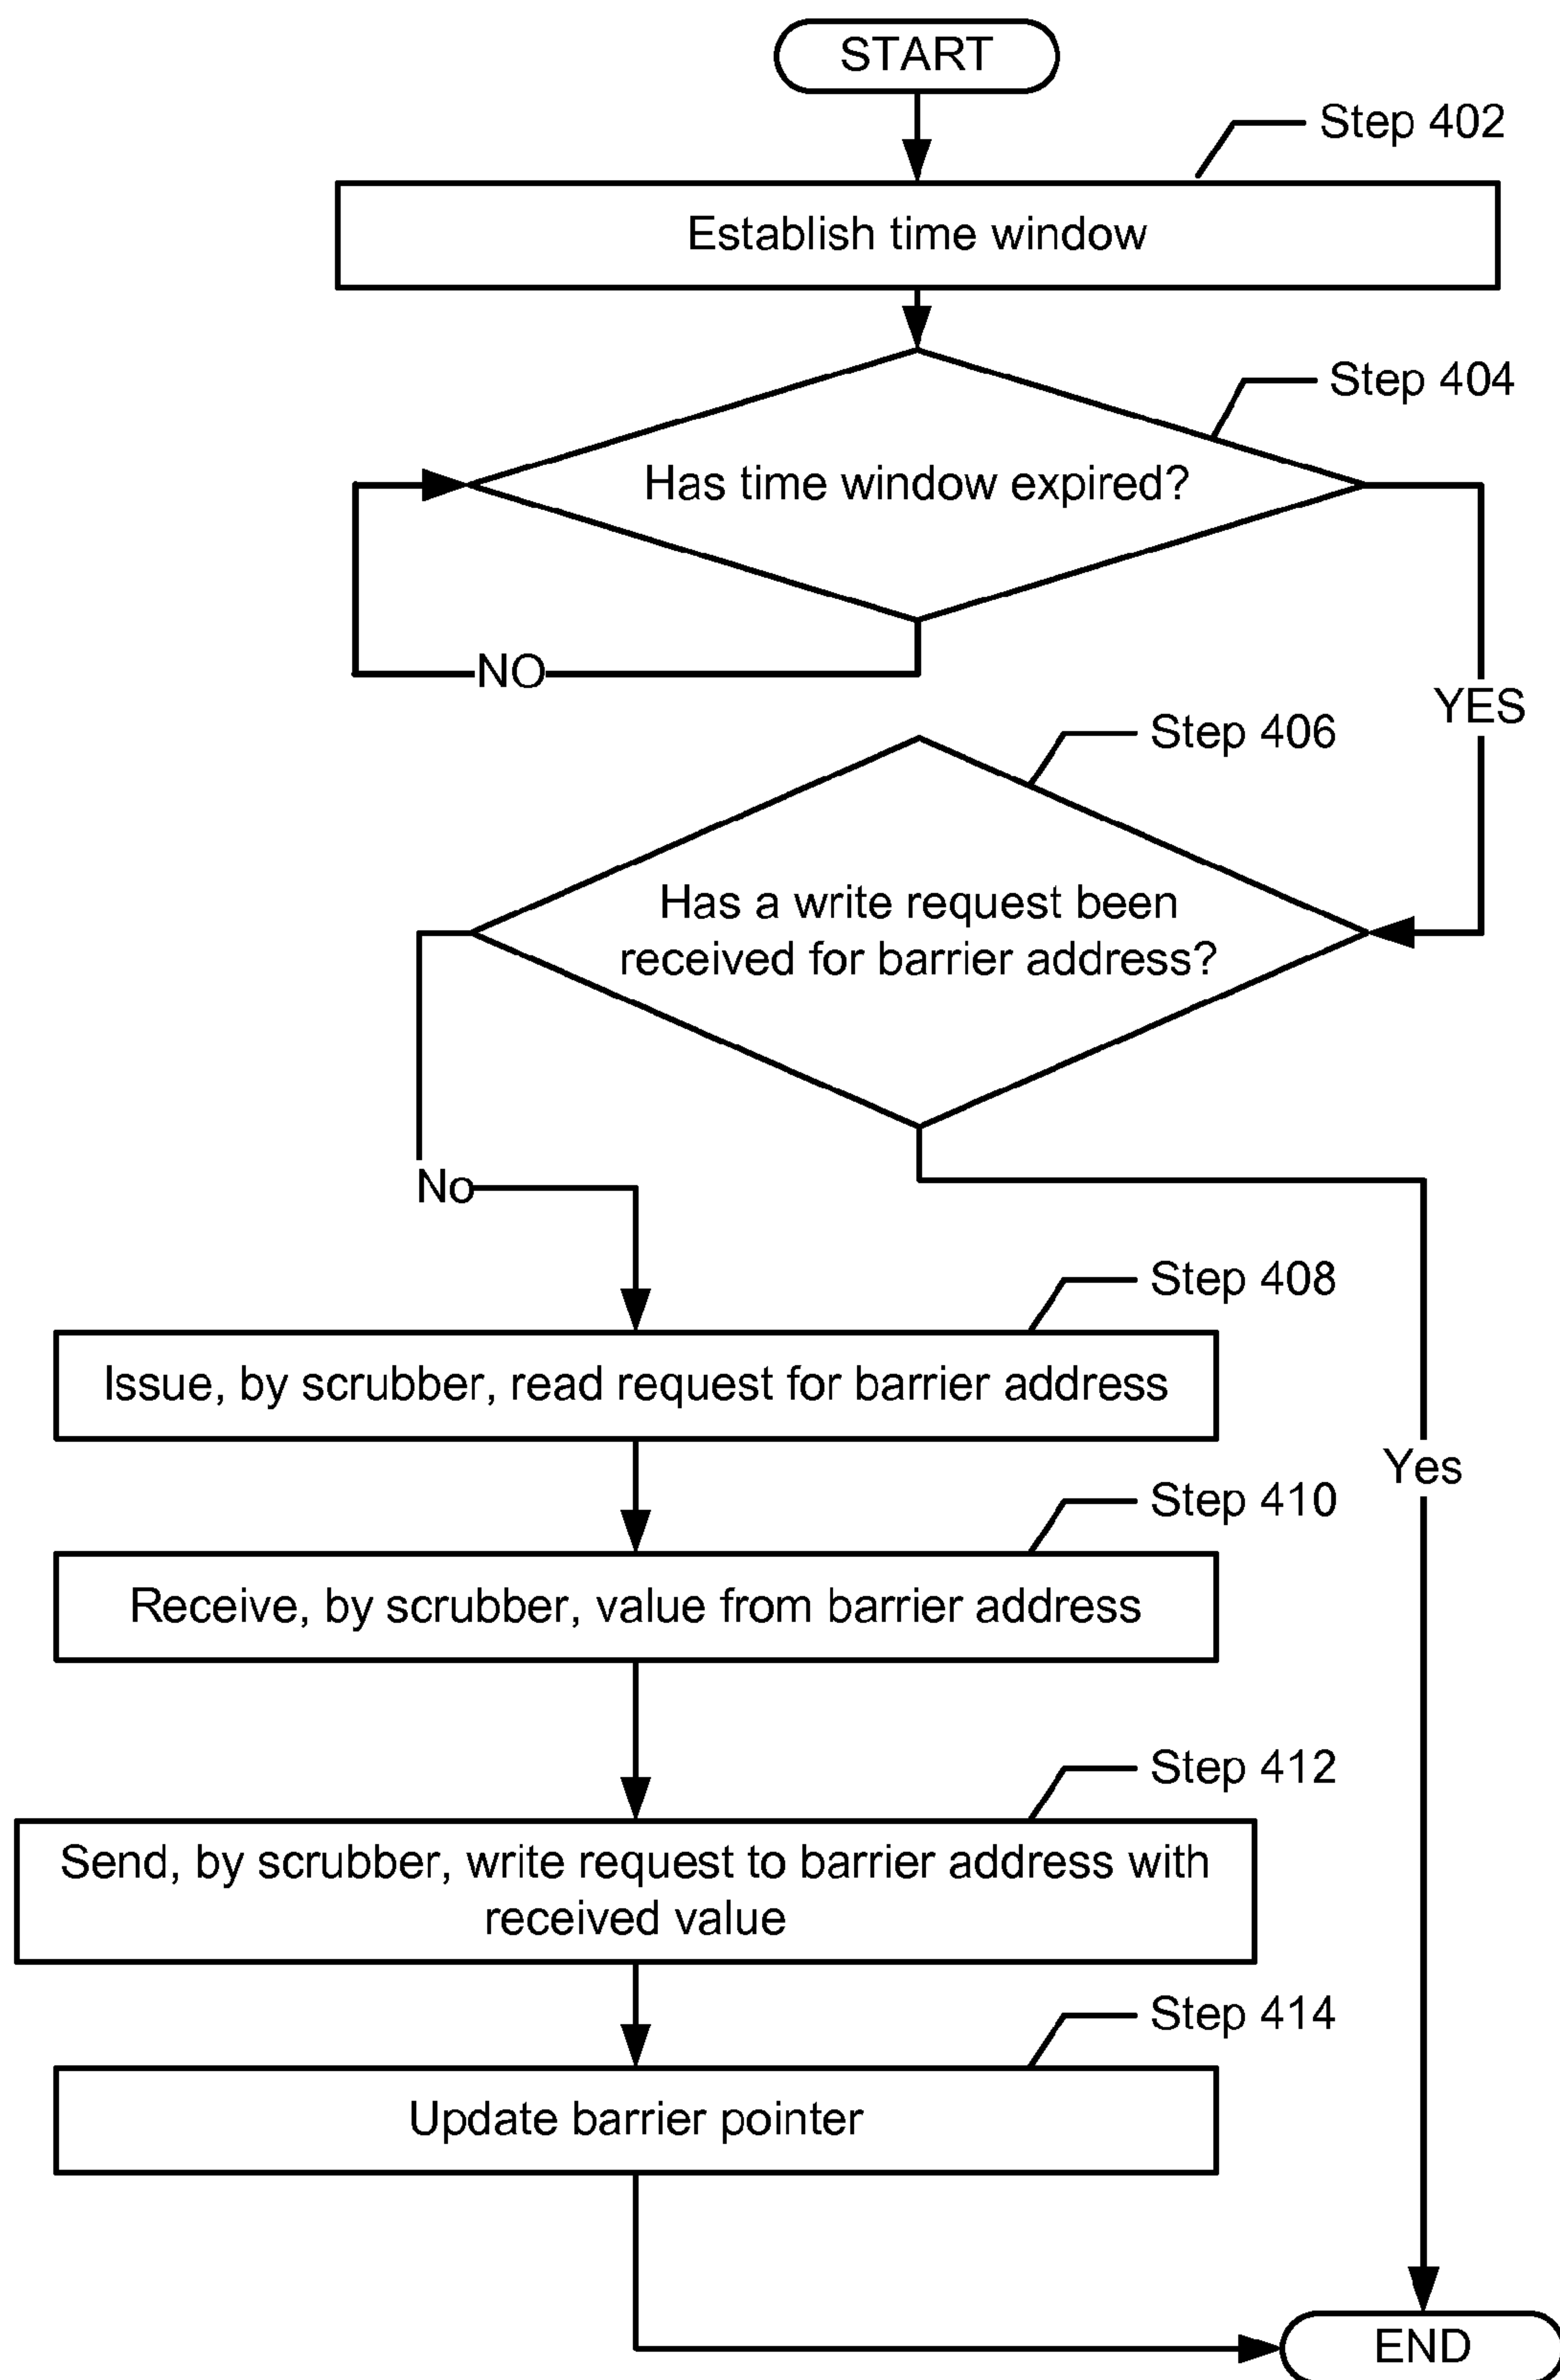 START
Step 402
Establish time window
Step 404
Has time window expired?
NO
YES
Step 406
Has a write request been
received for barrier address?
No
Step 408
Issue, by scrubber, read request for barrier address
Yes
Step 410
Receive, by scrubber, value from barrier address
Step 412
Send, by scrubber, write request to barrier address with
received value
Step 414
Update barrier pointer
END